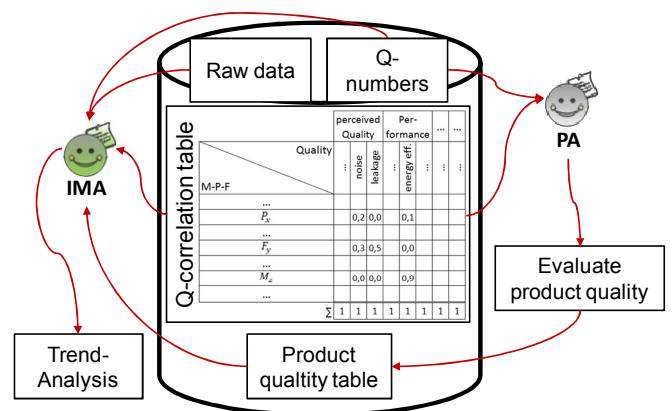 Raw data
Q-
numbers
IMA
PA
Q-correlation table
perceived
Quality
Per-
formance
... ...
Quality
M-P-F
... noise leakage ... energy eff. ... ... ...
...
Pₓ 0,2 0,0 0,1
...
F_y 0,3 0,5 0,0
...
M_z 0,0 0,0 0,9
...
∑ 1 1 1 1 1 1 1 1
Evaluate
product quality
Trend-
Analysis
Product
qualtity table